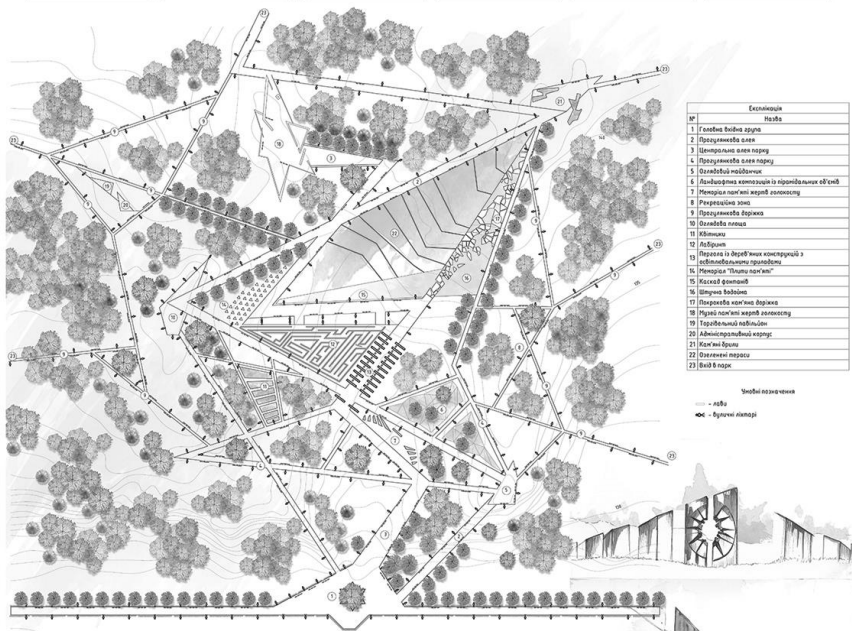 Експлікація
№ Назва
1 Головна вхідна група
2 Прогулянкова алея
3 Центральна алея парку
4 Прогулянкова алея парку
5 Оглядовий майданчик
6 Ландшафтна композиція із пірамідальних об'ємів
7 Меморіал пам'яті жертв голокосту
8 Рекреаційна зона
9 Прогулянкова доріжка
10 Оглядова площа
11 Квітники
12 Лабіринт
13 Пергола із дерев'яних конструкцій з
освітлювальними приладами
14 Меморіал "Плити пам'яті"
15 Каскад фонтанів
16 Штучна водойма
17 Покрокова кам'яна доріжка
18 Музей пам'яті жертв голокосту
19 Торгівельний павільйон
20 Адміністративний корпус
21 Кам'яні брили
22 Озеленені тераси
23 Вхід в парк
Умовні позначення
- лави
- вуличні ліхтарі